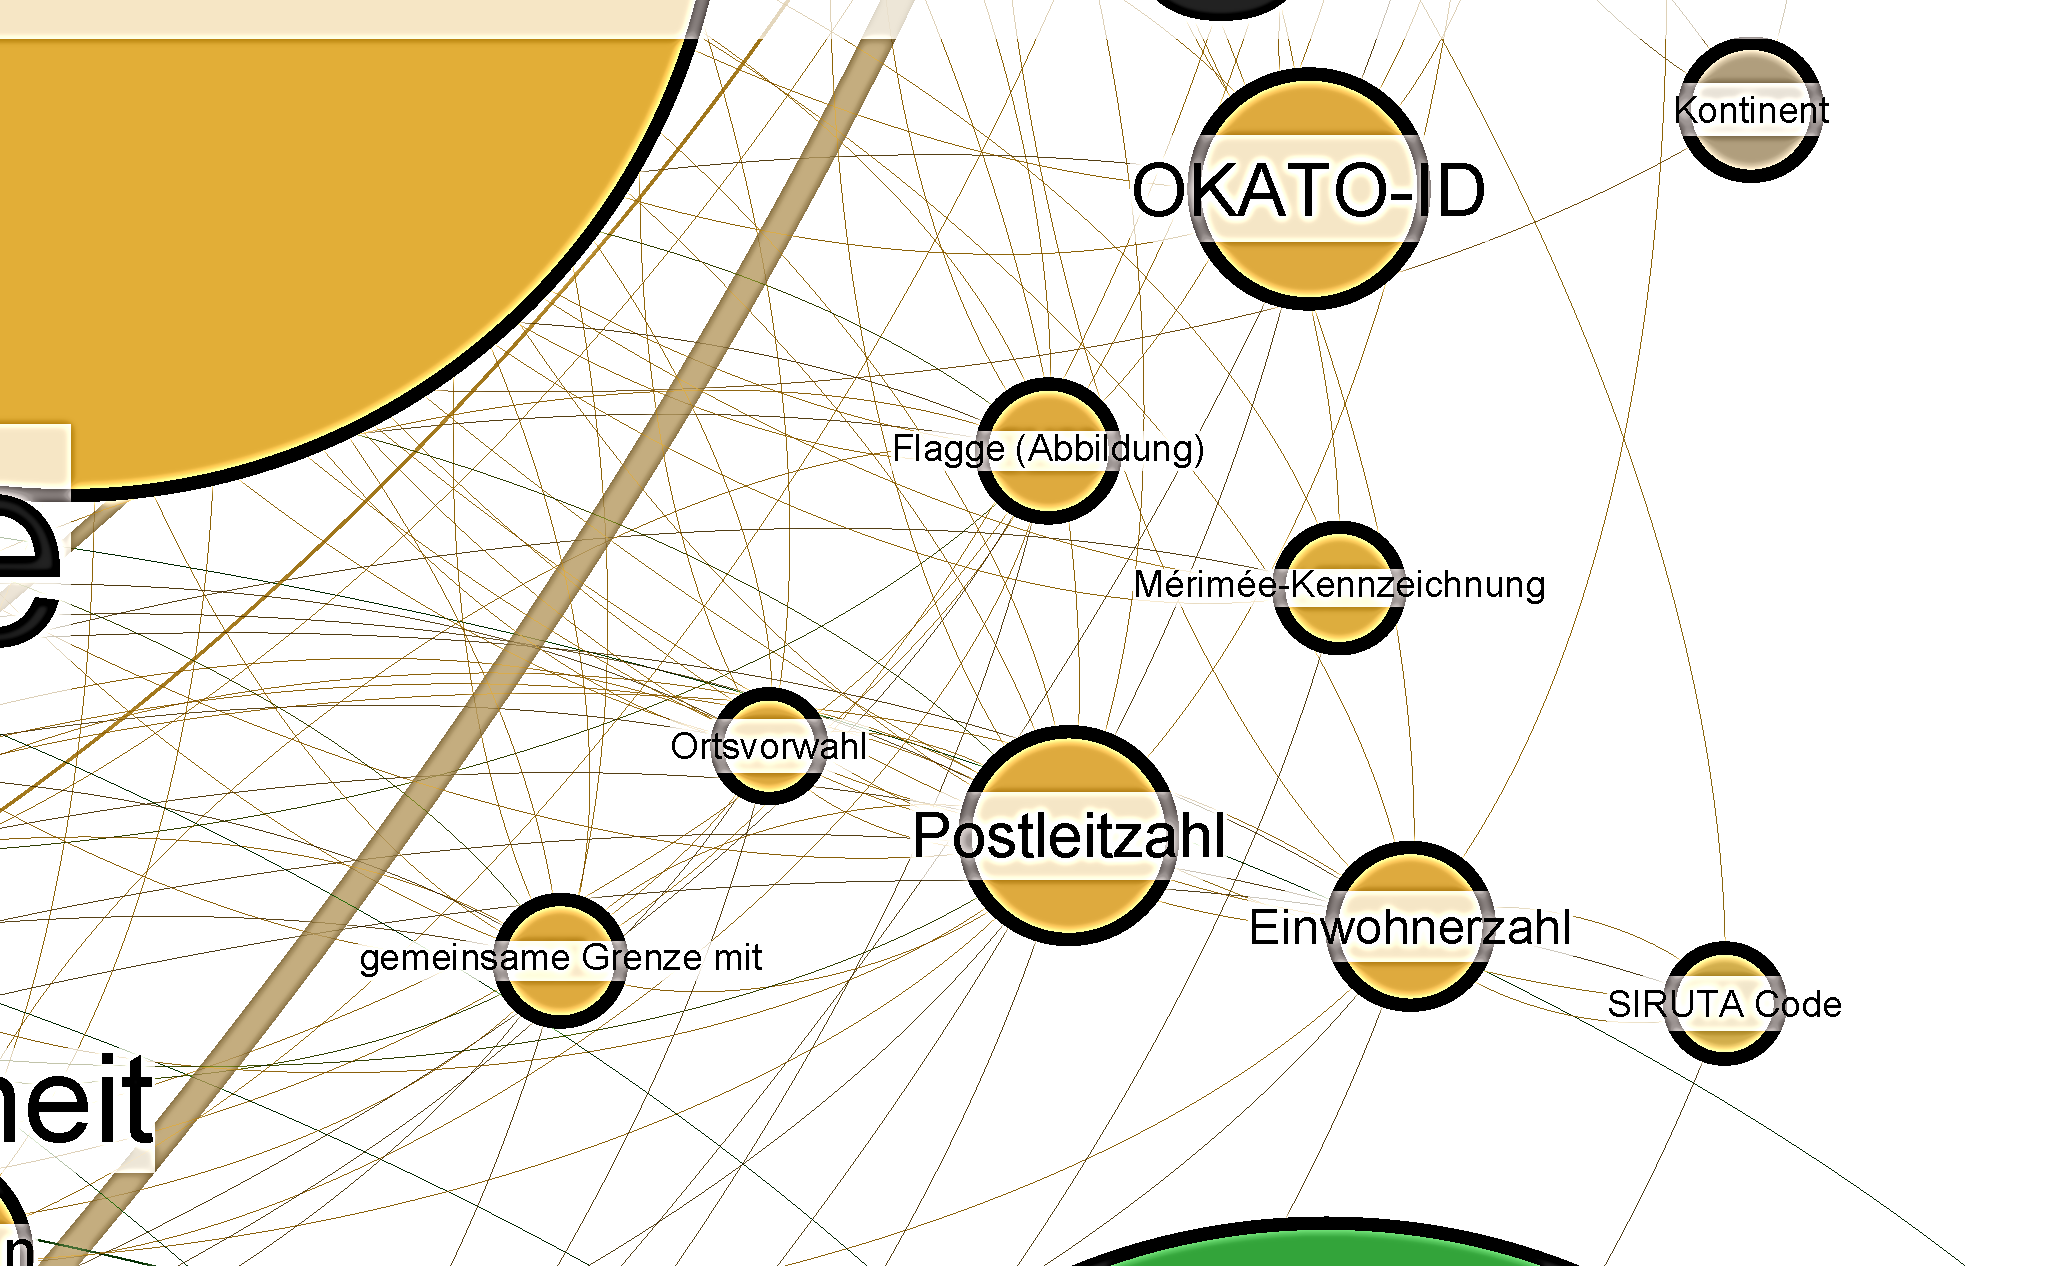 Kontinent
OKATO-ID
Flagge (Abbildung)
Mérimée-Kennzeichnung
Ortsvorwahl
Postleitzahl
Einwohnerzahl
gemeinsame Grenze mit
SIRUTA Code